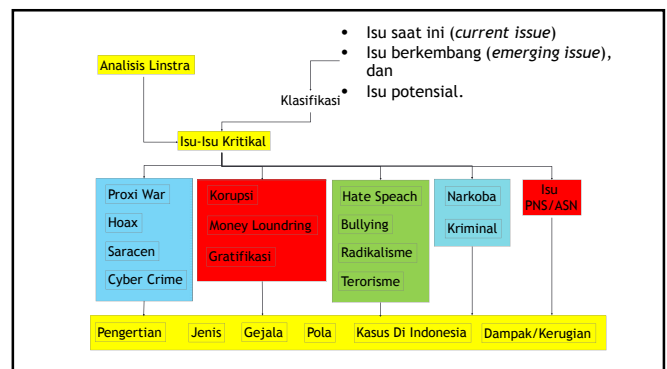 • Isu saat ini (current issue)
• Isu berkembang (emerging issue),
dan
• Isu potensial.
Analisis Linstra
Klasifikasi
Isu-Isu Kritikal
Proxi War
Hoax
Saracen
Cyber Crime
Korupsi
Money Loundring
Gratifikasi
Hate Speach
Bullying
Radikalisme
Terorisme
Narkoba
Kriminal
Isu
PNS/ASN
Pengertian Jenis Gejala Pola Kasus Di Indonesia Dampak/Kerugian